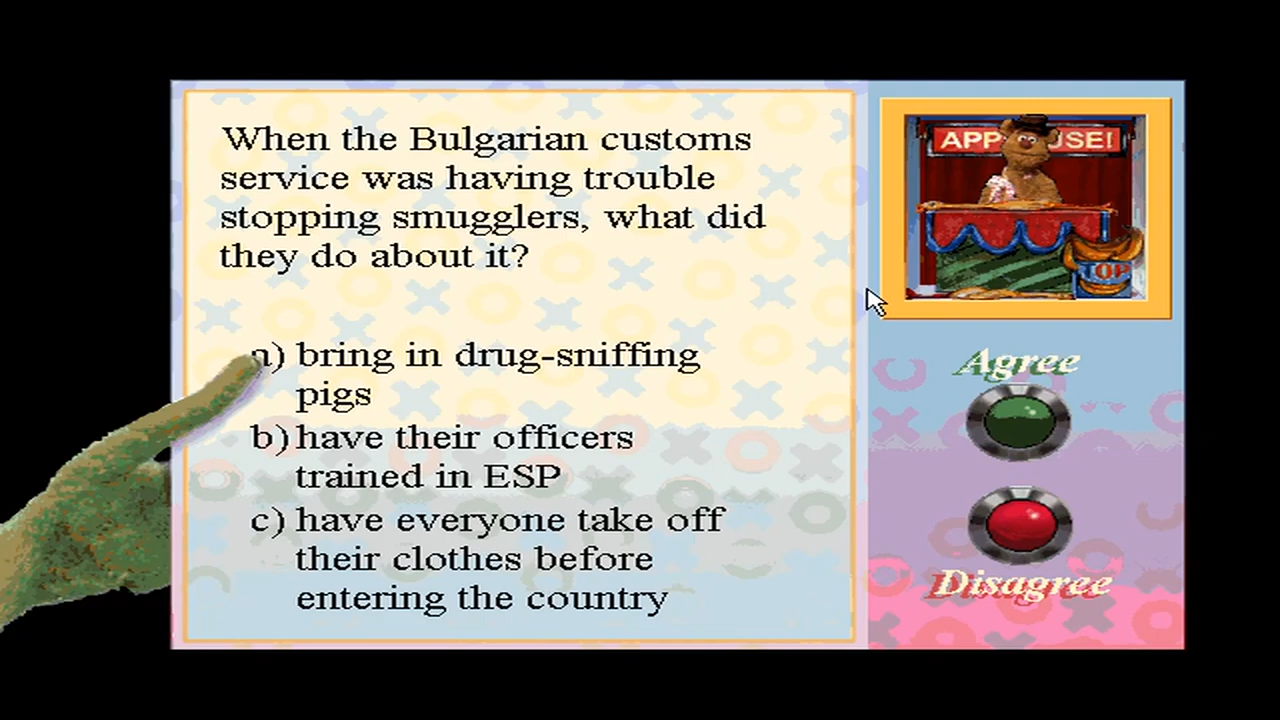 When the Bulgarian customs
service was having trouble
stopping smugglers, what did
they do about it?
a) bring in drug-sniffing
pigs
b) have their officers
trained in ESP
c) have everyone take off
their clothes before
entering the country
TOP
Agree
Disagree